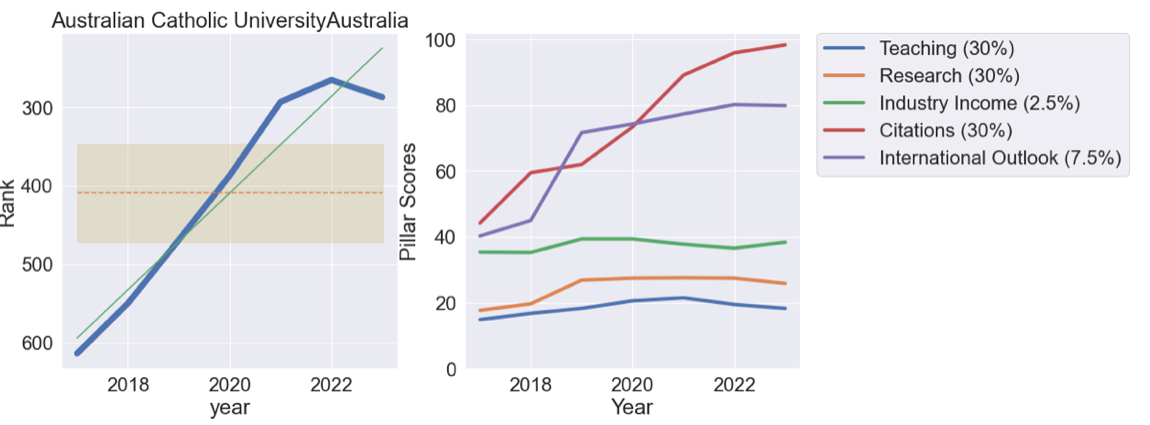 Australian Catholic UniversityAustralia
300
400
500
600
Rank
2018 2020 2022
year
100
80
60
40
20
0
Pillar Scores
2018 2020 2022
Year
Teaching (30%)
Research (30%)
Industry Income (2.5%)
Citations (30%)
International Outlook (7.5%)